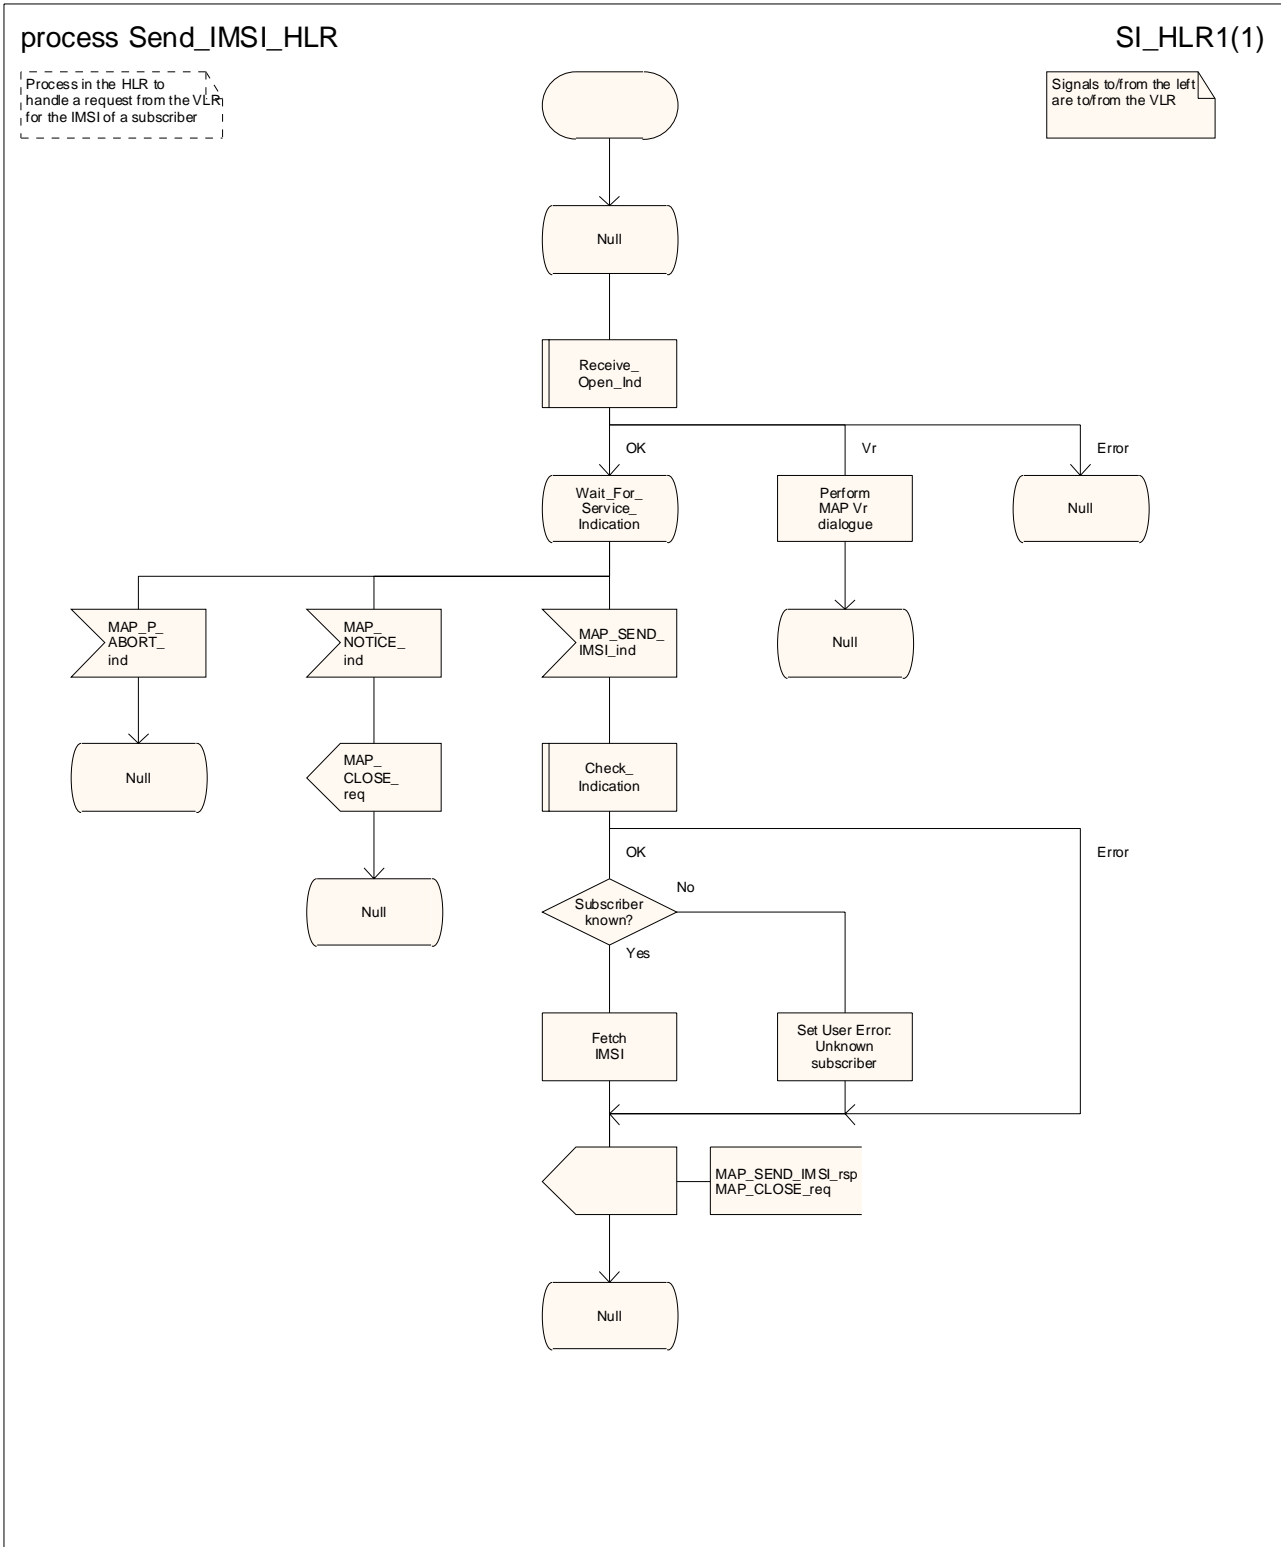 process Send_IMSI_HLR
SI_HLR1(1)
Process in the HLR to
handle a request from the VLR
for the IMSI of a subscriber
Signals to/from the left
are to/from the VLR
Null
Receive_
Open_Ind
OK
Vr
Error
Wait_For_
Service_
Indication
Perform
MAP Vr
dialogue
Null
MAP_P_
ABORT_
ind
MAP_
NOTICE_
ind
MAP_SEND_
IMSI_ind
Null
Null
MAP_
CLOSE_
req
Check_
Indication
OK
Error
Null
Subscriber
known?
No
Yes
Fetch
IMSI
Set User Error:
Unknown
subscriber
MAP_SEND_IMSI_rsp
MAP_CLOSE_req
Null